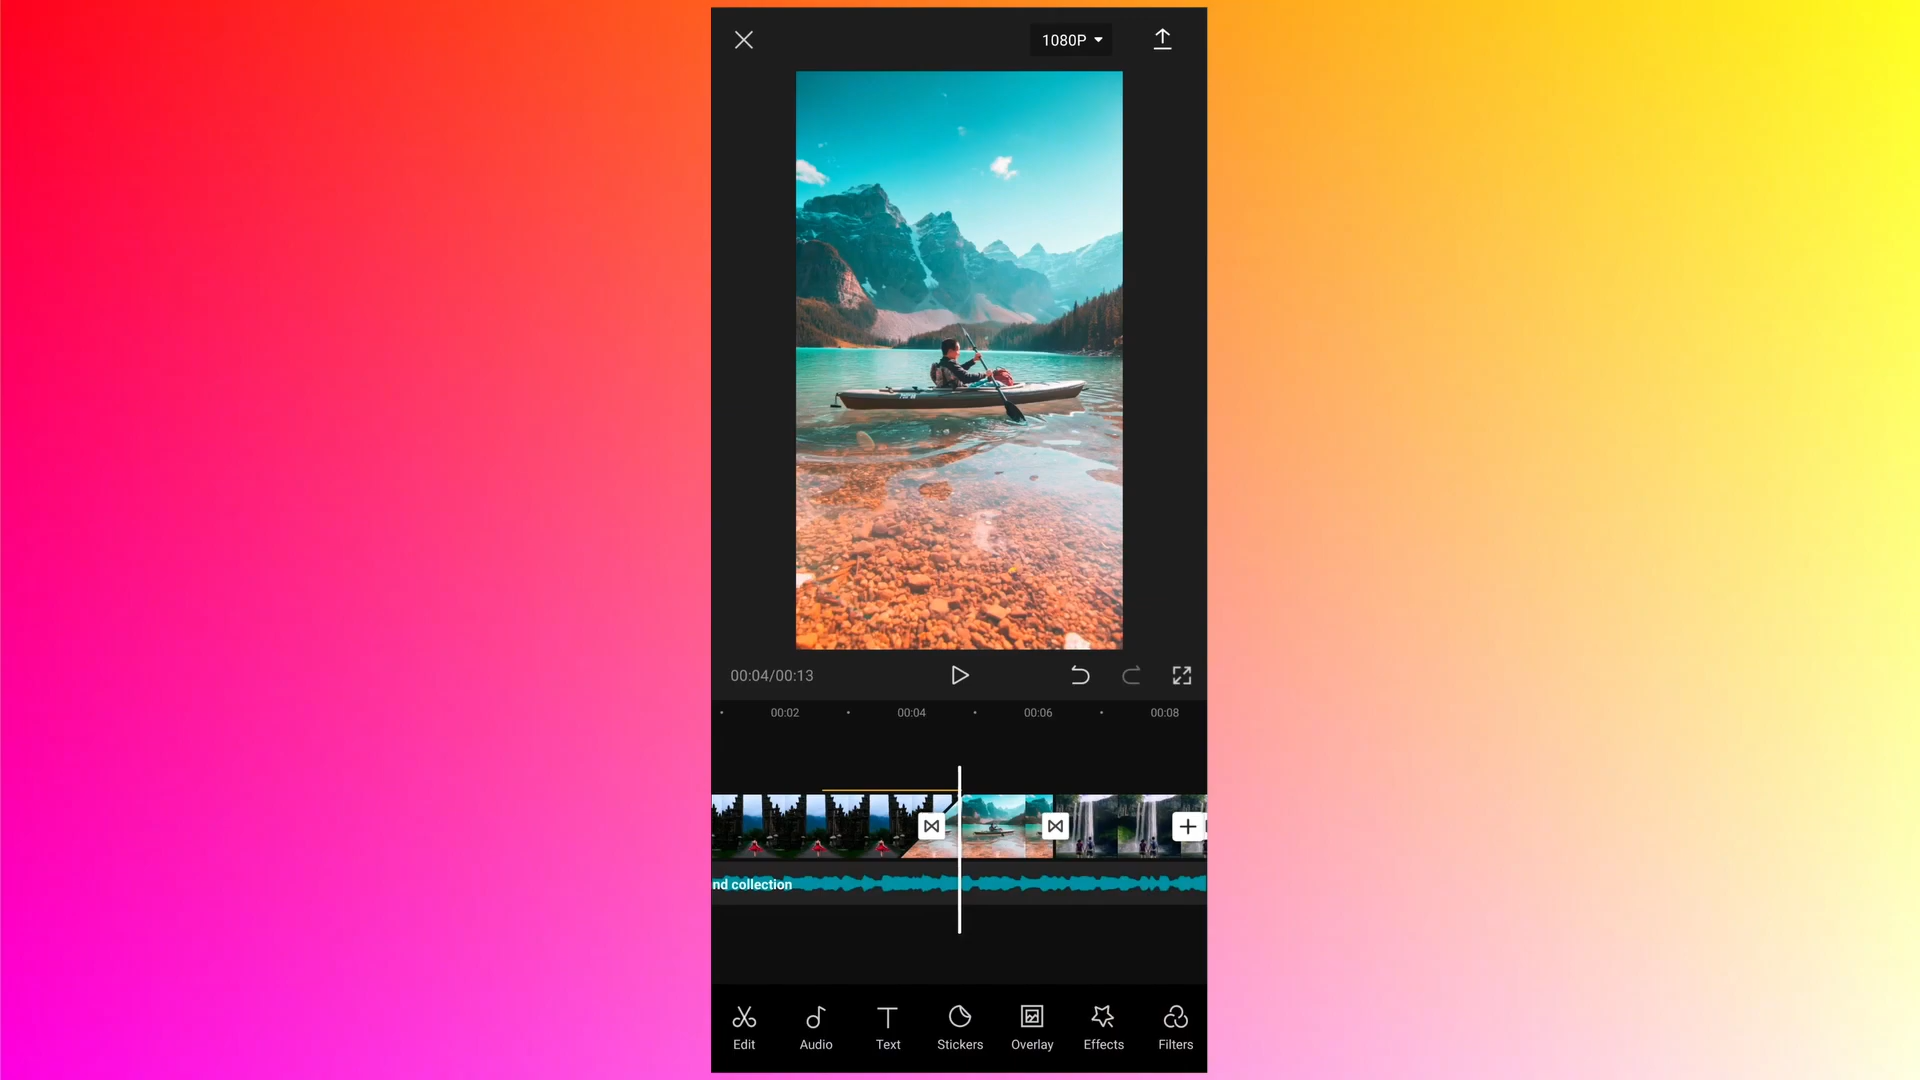 1080P
00:04/00:13
00:02 00:04 00:06 00:08
nd collection
Edit Audio Text Stickers Overlay Effects Filters